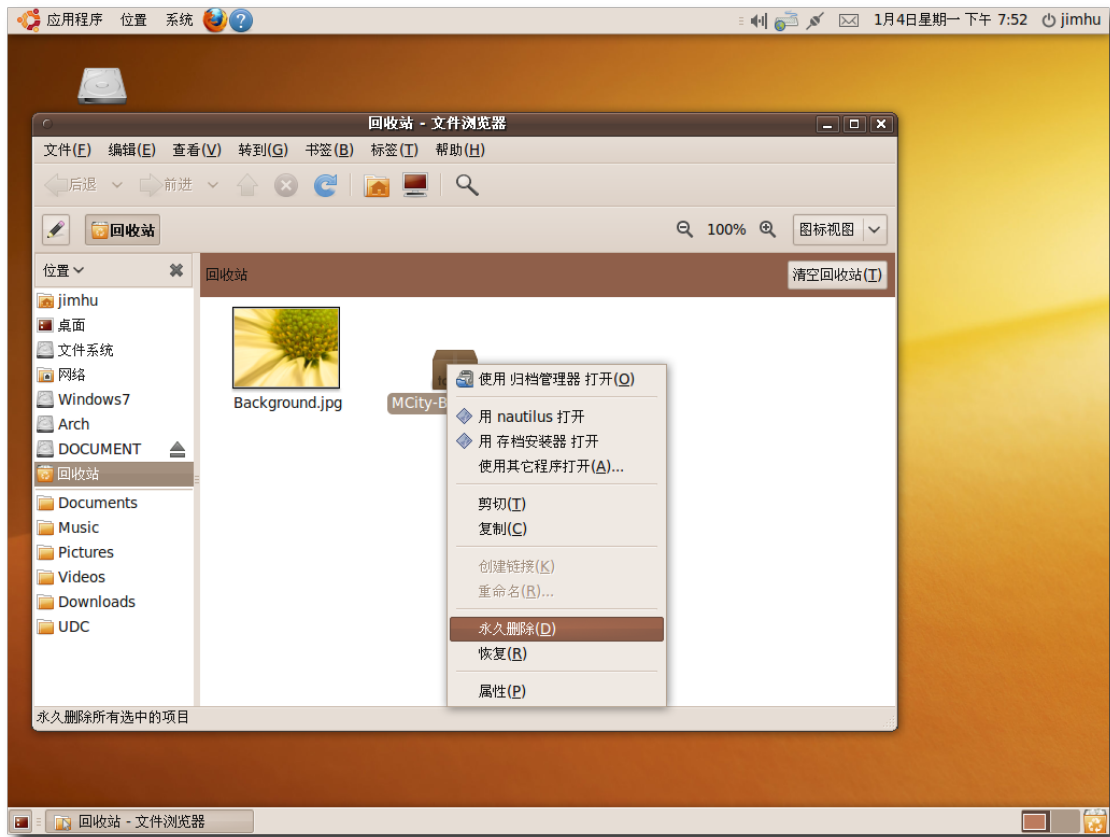 应用程序 位置 系统 1月4日星期一 下午 7:52 jimhu
回收站 - 文件浏览器
文件(F) 编辑(E) 查看(V) 转到(G) 书签(B) 标签(T) 帮助(H)
后退 前进
回收站 100% 图标视图
位置
回收站 清空回收站(T)
jimhu
桌面
文件系统
网络
Windows7
Arch
DOCUMENT
回收站
Documents
Music
Pictures
Videos
Downloads
UDC
Background.jpg
MCity-B
使用 归档管理器 打开(O)
用 nautilus 打开
用 存档安装器 打开
使用其它程序打开(A)...
剪切(T)
复制(C)
创建链接(K)
重命名(R)...
永久删除(D)
恢复(R)
属性(P)
永久删除所有选中的项目
回收站 - 文件浏览器